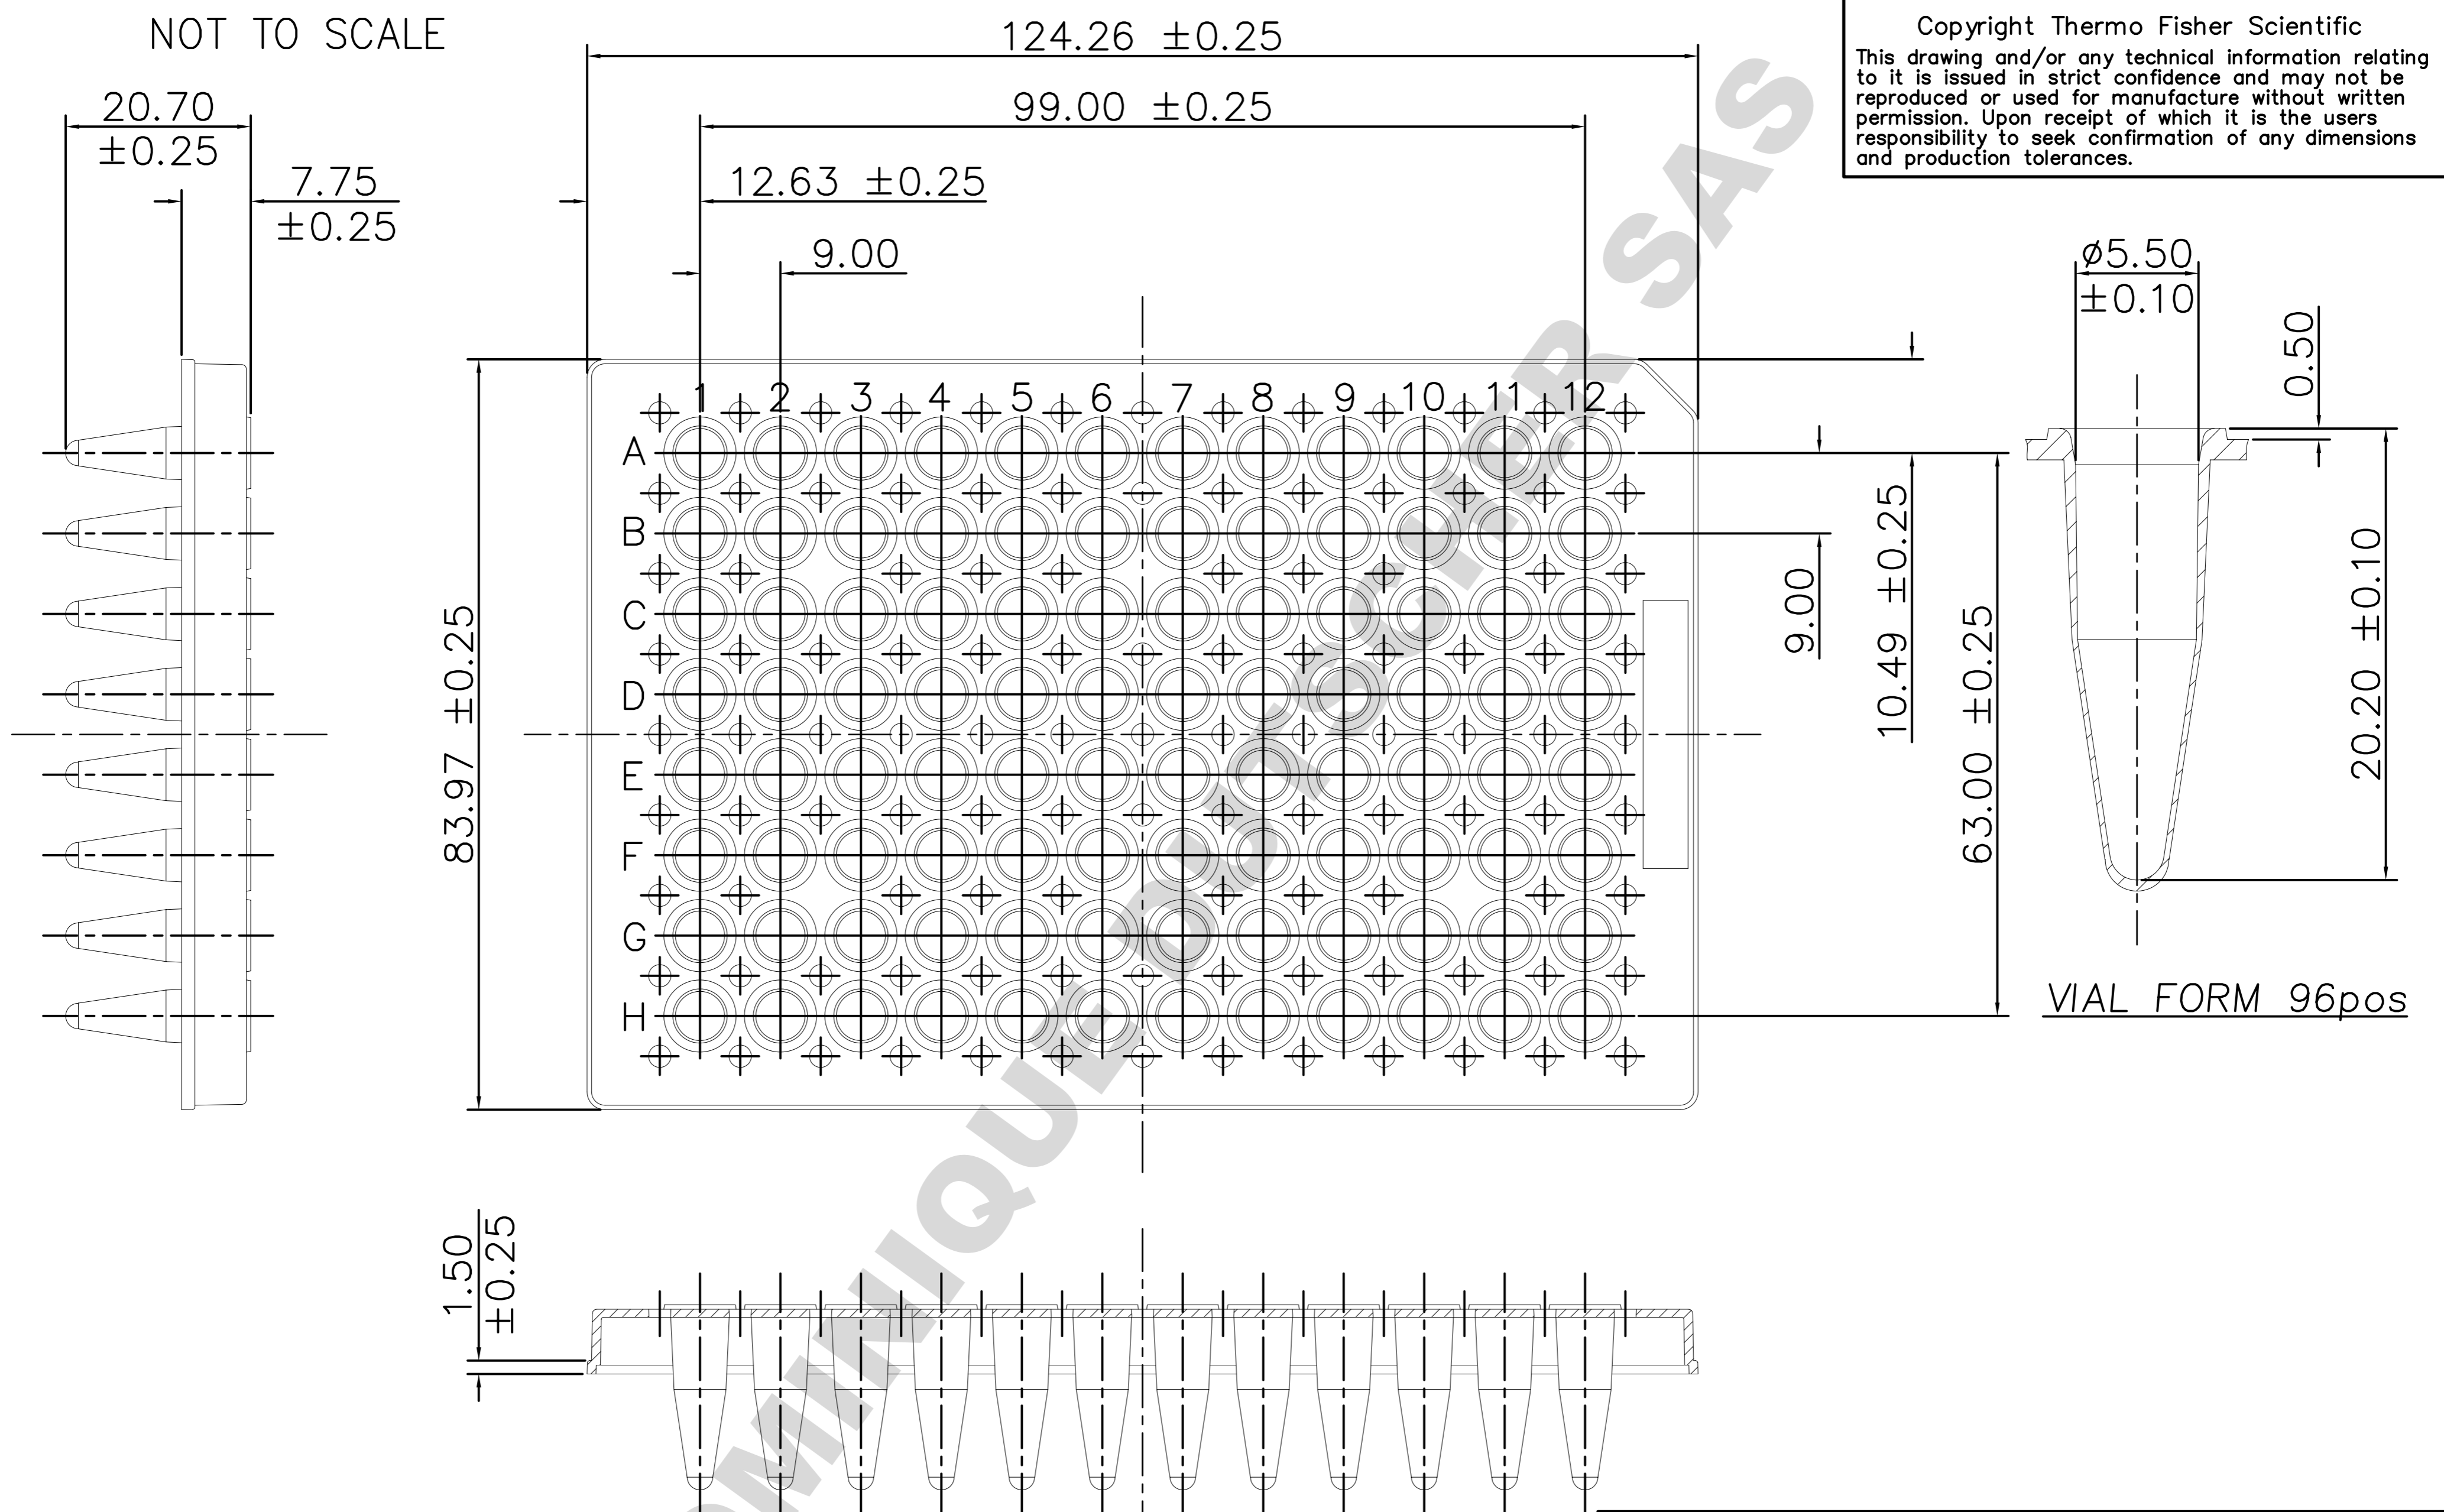 NOT TO SCALE
Copyright Thermo Fisher Scientific
This drawing and/or any technical information relating
to it is issued in strict confidence and may not be
reproduced or used for manufacture without written
permission. Upon receipt of which it is the users
responsibility to seek confirmation of any dimensions
and production tolerances.
124.26 ±0.25
99.00 ±0.25
12.63 ±0.25
9.00
20.70
±0.25
7.75
±0.25
ø5.50
±0.10
0.50
1 2 3 4 5 6 7 8 9 10 11 12
A
B
C
D
E
F
G
H
83.97 ±0.25
9.00
10.49 ±0.25
63.00 ±0.25
20.20 ±0.10
VIAL FORM 96pos
1.50
±0.25
DUTSCHER SAS